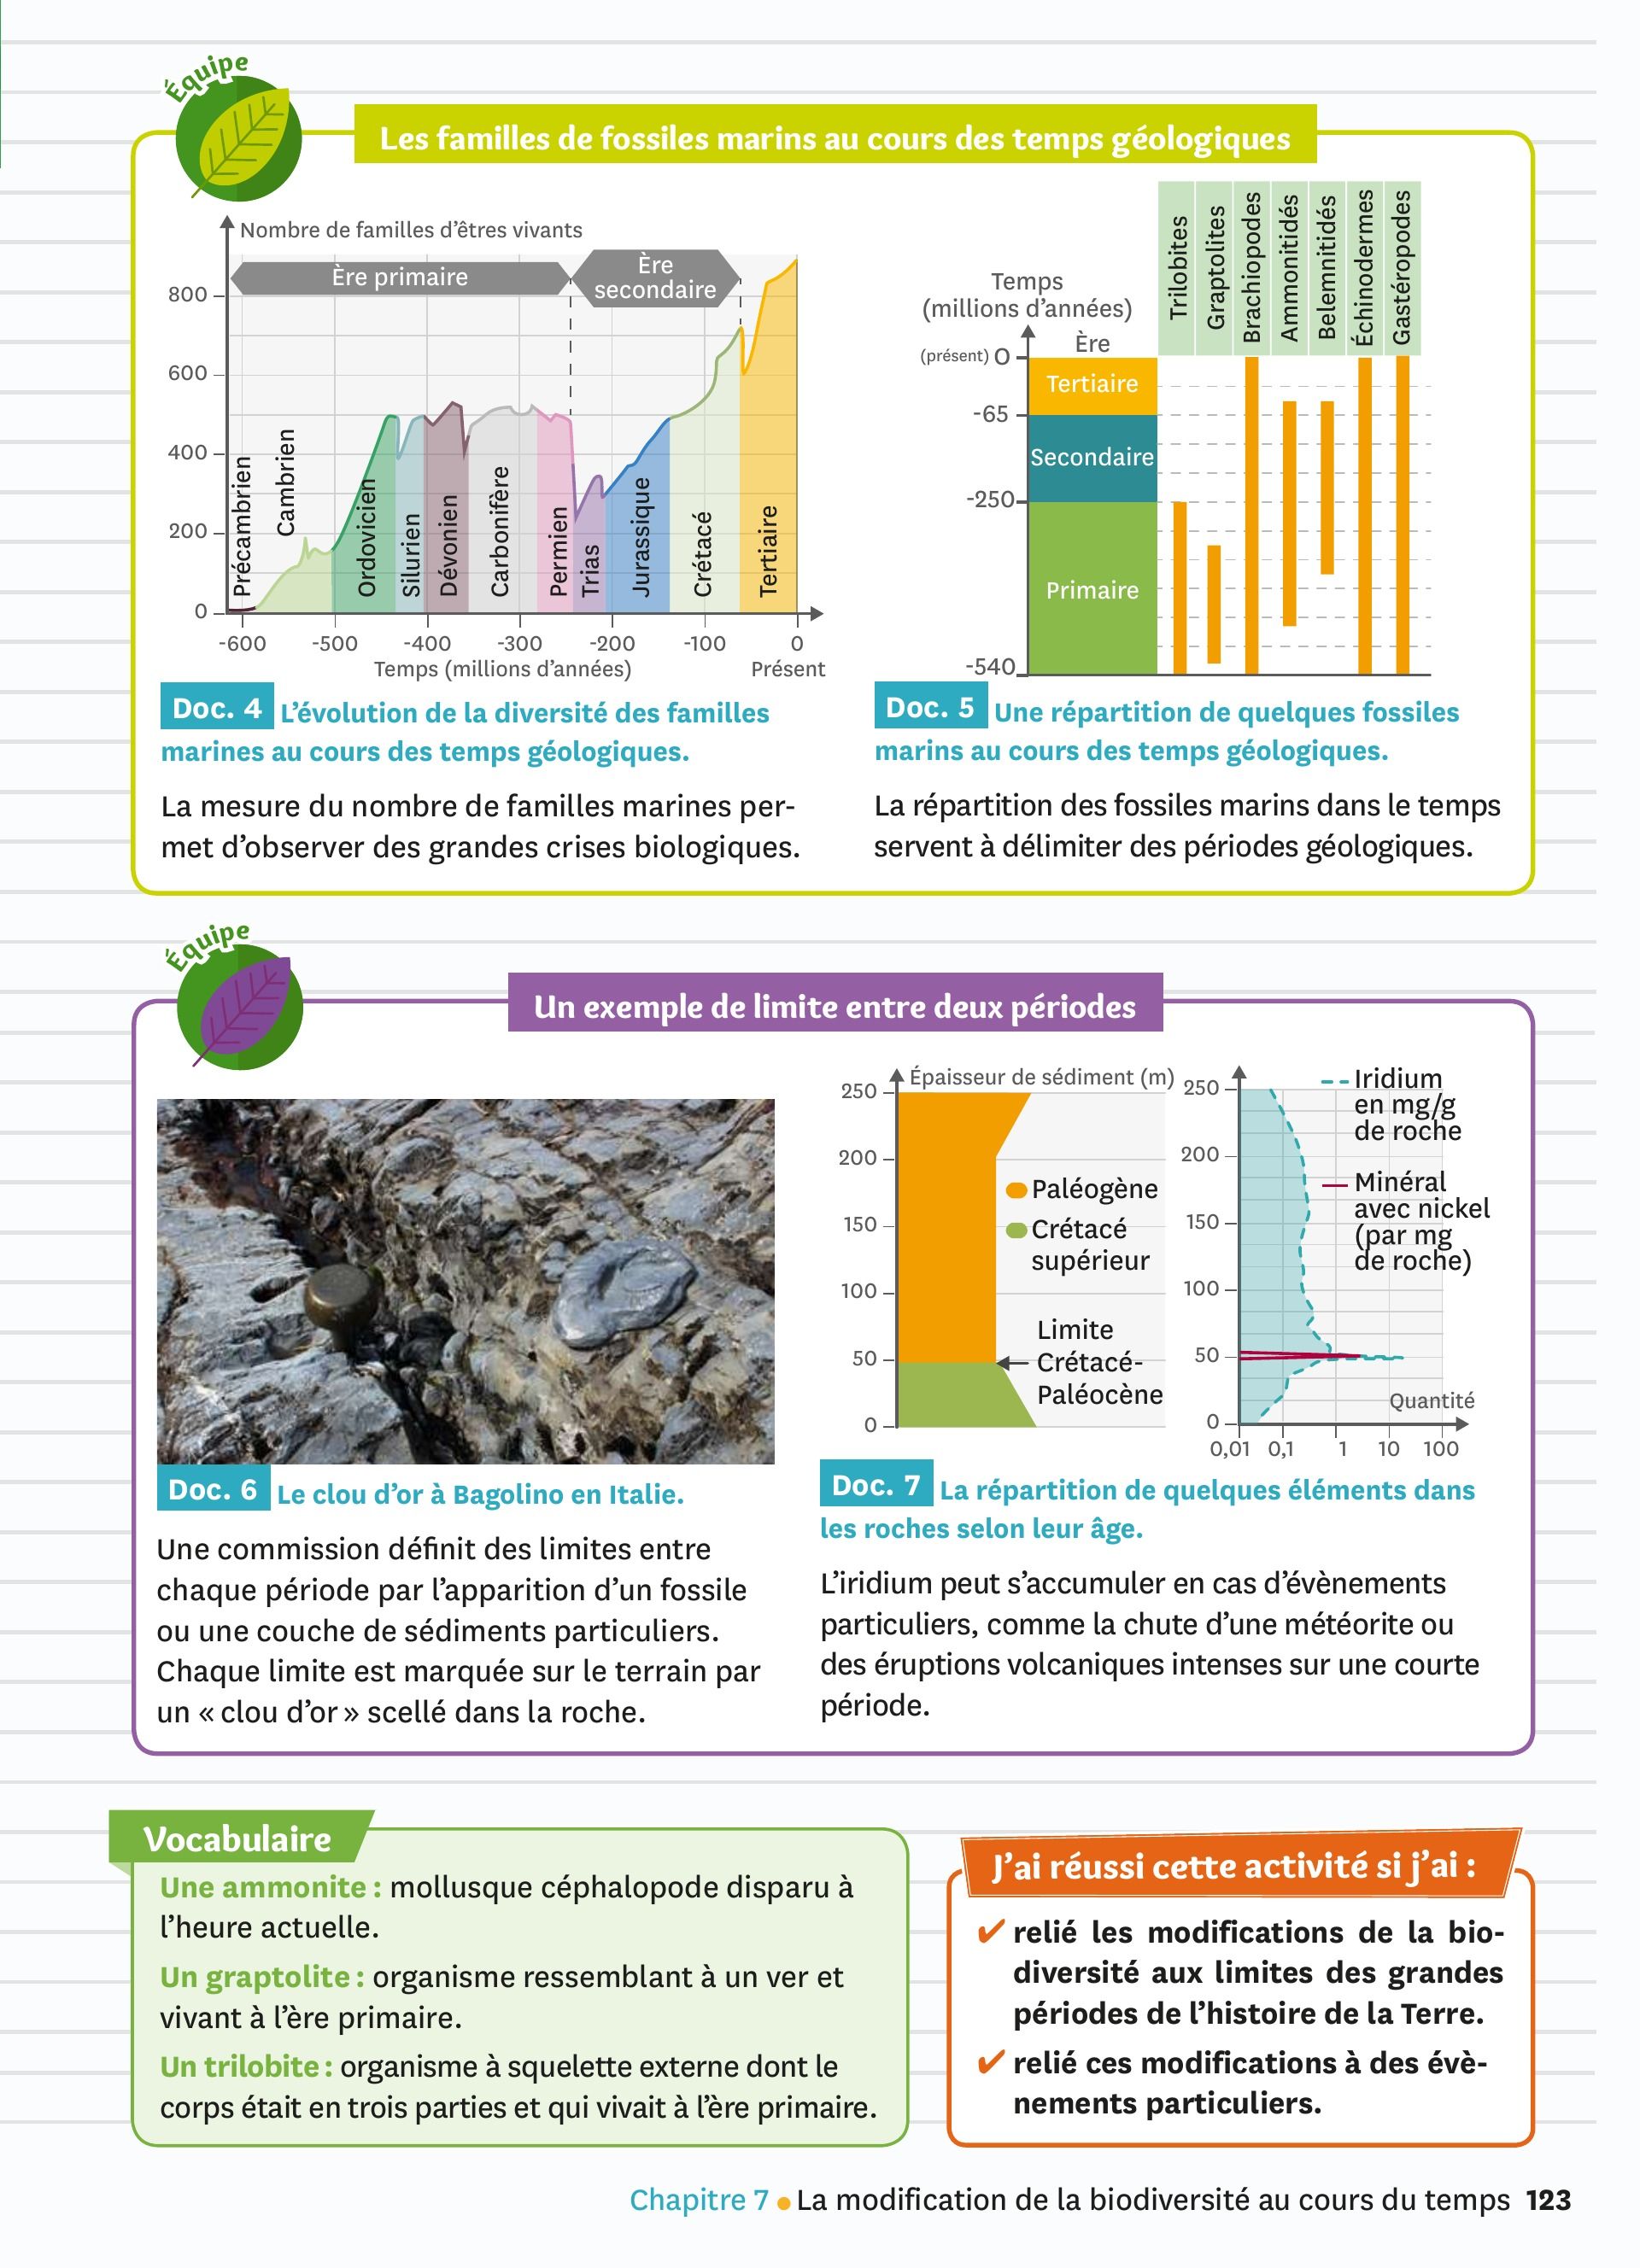 Équipe
Les familles de fossiles marins au cours des temps géologiques
Nombre de familles d'êtres vivants
Ère primaire
Ère
secondaire
800
600
400
200
0
Précambrien
Cambrien
Ordovicien
Silurien
Dévonien
Carbonifère
Permien
Trias
Jurassique
Crétacé
Tertiaire
-600
-500
-400
-300
-200
-100
0
Temps (millions d'années)
Présent
Doc. 4 L'évolution de la diversité des familles
marines au cours des temps géologiques.
La mesure du nombre de familles marines per-
met d'observer des grandes crises biologiques.
Trilobites
Graptolites
Brachiopodes
Ammonitidés
Belemnitidés
Échinodermes
Gastéropodes
Temps
(millions d'années)
Ère
(présent) 0
Tertiaire
-65
Secondaire
-250
Primaire
-540
Doc. 5 Une répartition de quelques fossiles
marins au cours des temps géologiques.
La répartition des fossiles marins dans le temps
servent à délimiter des périodes géologiques.
Équipe
Un exemple de limite entre deux périodes
Doc. 6 Le clou d'or à Bagolino en Italie.
Une commission définit des limites entre
chaque période par l'apparition d'un fossile
ou une couche de sédiments particuliers.
Chaque limite est marquée sur le terrain par
un « clou d'or » scellé dans la roche.
Épaisseur de sédiment (m)
250
200
150
100
50
0
Paléogène
Crétacé
supérieur
Limite
Crétacé-
Paléocène
250
200
150
100
50
0
Iridium
en mg/g
de roche
Minéral
avec nickel
(par mg
de roche)
Quantité
0,01
0,1
1
10
100
Doc. 7 La répartition de quelques éléments dans
les roches selon leur âge.
L'iridium peut s'accumuler en cas d'évènements
particuliers, comme la chute d'une météorite ou
des éruptions volcaniques intenses sur une courte
période.
Vocabulaire
Une ammonite : mollusque céphalopode disparu à
l'heure actuelle.
Un graptolite : organisme ressemblant à un ver et
vivant à l'ère primaire.
Un trilobite : organisme à squelette externe dont le
corps était en trois parties et qui vivait à l'ère primaire.
J'ai réussi cette activité si j'ai :
✔ relié les modifications de la bio-
diversité aux limites des grandes
périodes de l'histoire de la Terre.
✔ relié ces modifications à des évè-
nements particuliers.
Chapitre 7 • La modification de la biodiversité au cours du temps 123